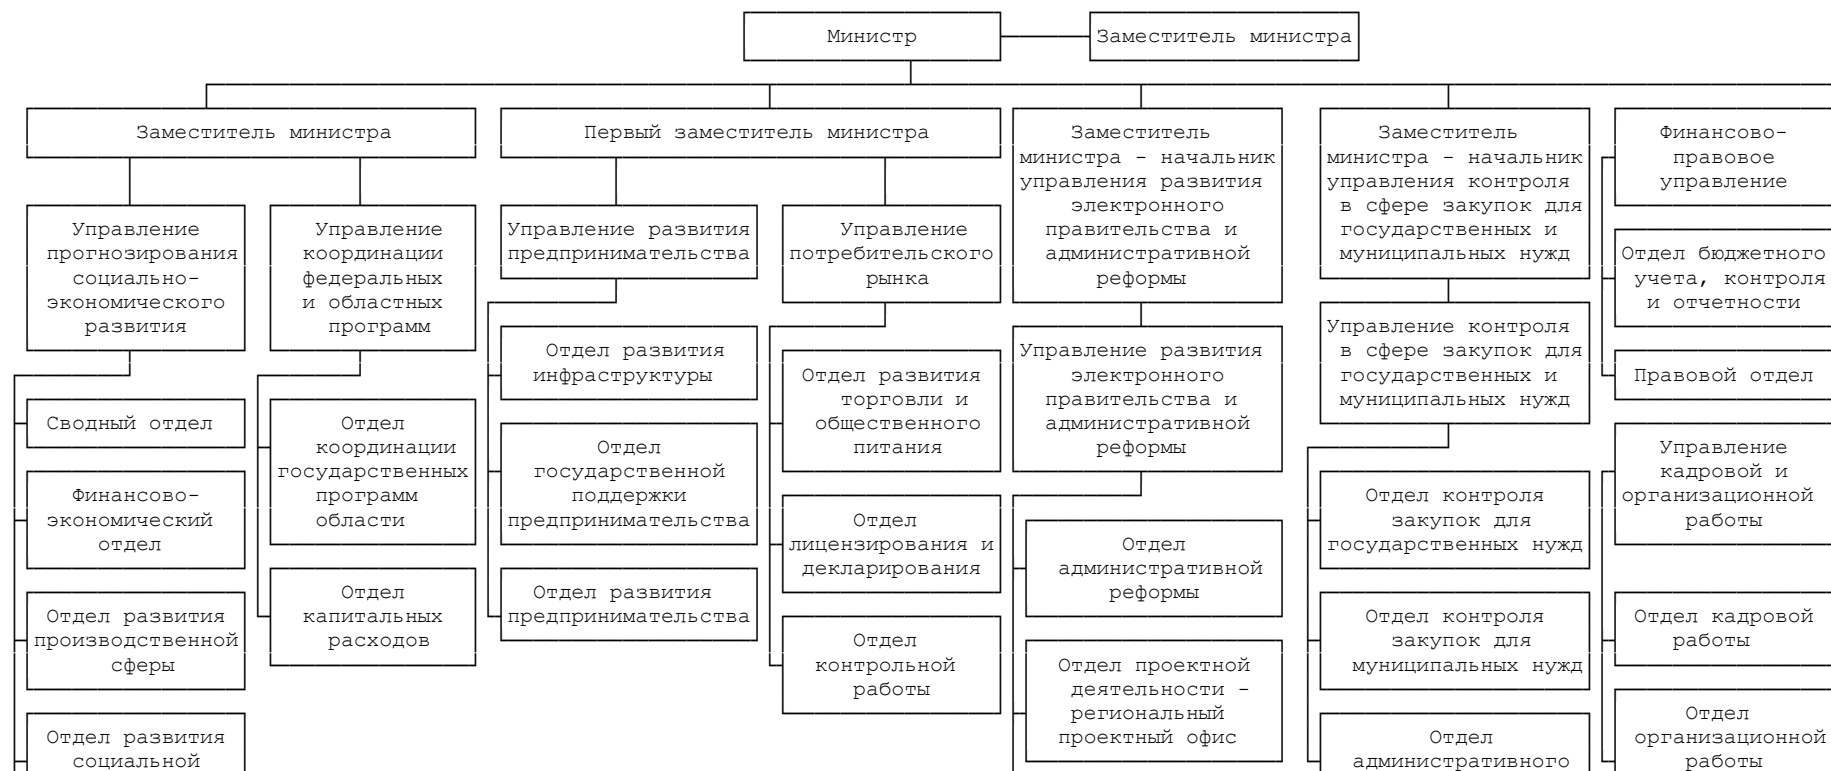 Министр
Заместитель министра
Заместитель министра
Управление
прогнозирования
социально-
экономического
развития
Сводный отдел
Финансово-
экономический
отдел
Отдел развития
производственной
сферы
Отдел развития
социальной
Управление
координации
федеральных
и областных
программ
Отдел
координации
государственных
программ
области
Отдел
капитальных
расходов
Первый заместитель министра
Управление развития
предпринимательства
Отдел развития
инфраструктуры
Отдел
государственной
поддержки
предпринимательства
Отдел развития
предпринимательства
Управление
потребительского
рынка
Отдел развития
торговли и
общественного
питания
Отдел
лицензирования и
декларирования
Отдел
контрольной
работы
Заместитель
министра - начальник
управления развития
электронного
правительства и
административной
реформы
Управление развития
электронного
правительства и
административной
реформы
Отдел
административной
реформы
Отдел проектной
деятельности -
региональный
проектный офис
Заместитель
министра - начальник
управления контроля
в сфере закупок для
государственных и
муниципальных нужд
Управление контроля
в сфере закупок для
государственных и
муниципальных нужд
Отдел контроля
закупок для
государственных нужд
Отдел контроля
закупок для
муниципальных нужд
Отдел
административного
Финансово-
правовое
управление
Отдел бюджетного
учета, контроля
и отчетности
Правовой отдел
Управление
кадровой и
организационной
работы
Отдел кадровой
работы
Отдел
организационной
работы